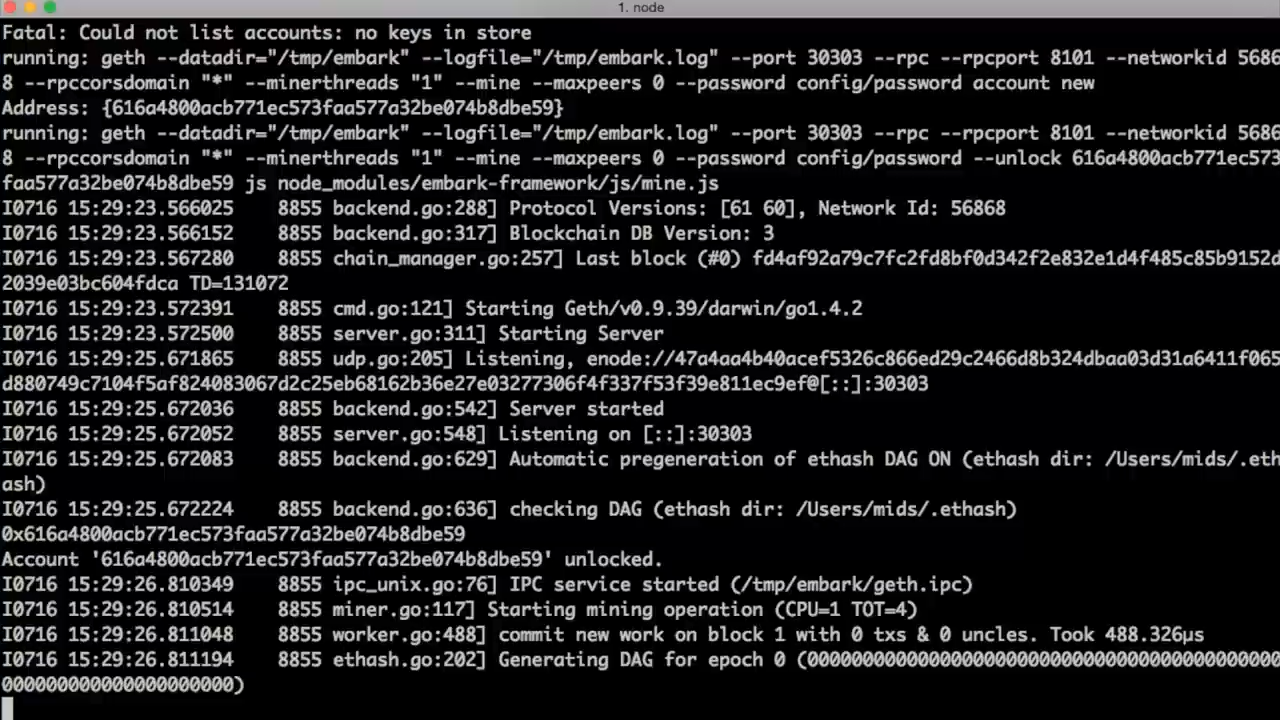 1. node
Fatal: Could not list accounts: no keys in store
running: geth --datadir="/tmp/embark" --logfile="/tmp/embark.log" --port 30303 --rpc --rpcport 8101 --networkid 5686
8 --rpccorsdomain "*" --minerthreads "1" --mine --maxpeers 0 --password config/password account new
Address: {616a4800acb771ec573faa577a32be074b8dbe59}
running: geth --datadir="/tmp/embark" --logfile="/tmp/embark.log" --port 30303 --rpc --rpcport 8101 --networkid 5686
8 --rpccorsdomain "*" --minerthreads "1" --mine --maxpeers 0 --password config/password --unlock 616a4800acb771ec573
faa577a32be074b8dbe59 js node_modules/embark-framework/js/mine.js
I0716 15:29:23.566025    8855 backend.go:288] Protocol Versions: [61 60], Network Id: 56868
I0716 15:29:23.566152    8855 backend.go:317] Blockchain DB Version: 3
I0716 15:29:23.567280    8855 chain_manager.go:257] Last block (#0) fd4af92a79c7fc2fd8bf0d342f2e832e1d4f485c85b9152d
2039e03bc604fdca TD=131072
I0716 15:29:23.572391    8855 cmd.go:121] Starting Geth/v0.9.39/darwin/go1.4.2
I0716 15:29:23.572500    8855 server.go:311] Starting Server
I0716 15:29:25.671865    8855 udp.go:205] Listening, enode://47a4aa4b40acef5326c866ed29c2466d8b324dbaa03d31a6411f065
d880749c7104f5af824083067d2c25eb68162b36e27e03277306f4f337f53f39e811ec9ef@[::]:30303
I0716 15:29:25.672036    8855 backend.go:542] Server started
I0716 15:29:25.672052    8855 server.go:548] Listening on [::]:30303
I0716 15:29:25.672083    8855 backend.go:629] Automatic pregeneration of ethash DAG ON (ethash dir: /Users/mids/.eth
ash)
I0716 15:29:25.672224    8855 backend.go:636] checking DAG (ethash dir: /Users/mids/.ethash)
0x616a4800acb771ec573faa577a32be074b8dbe59
Account '616a4800acb771ec573faa577a32be074b8dbe59' unlocked.
I0716 15:29:26.810349    8855 ipc_unix.go:76] IPC service started (/tmp/embark/geth.ipc)
I0716 15:29:26.810514    8855 miner.go:117] Starting mining operation (CPU=1 TOT=4)
I0716 15:29:26.811048    8855 worker.go:488] commit new work on block 1 with 0 txs & 0 uncles. Took 488.326µs
I0716 15:29:26.811194    8855 ethash.go:202] Generating DAG for epoch 0 (0000000000000000000000000000000000000000000
000000000000000000000)